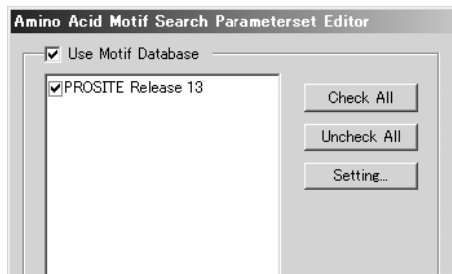 Amino Acid Motif Search Parameterset Editor
Use Motif Database
PROSITE Release 13
Check All
Uncheck All
Setting...